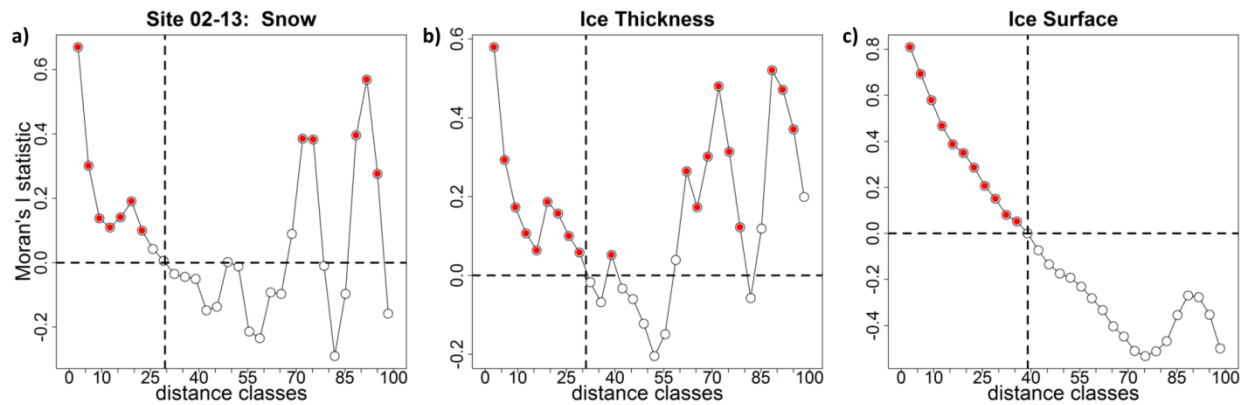 Site 02-13: Snow
Ice Thickness
Ice Surface
a)
b)
c)
Moran's I statistic
0.6
0.4
0.2
0.0
-0.2
0 10 25 40 55 70 85 100
distance classes
0.6
0.4
0.2
0.0
-0.2
0 10 25 40 55 70 85 100
distance classes
0.8
0.6
0.4
0.2
0.0
-0.2
-0.4
0 10 25 40 55 70 85 100
distance classes